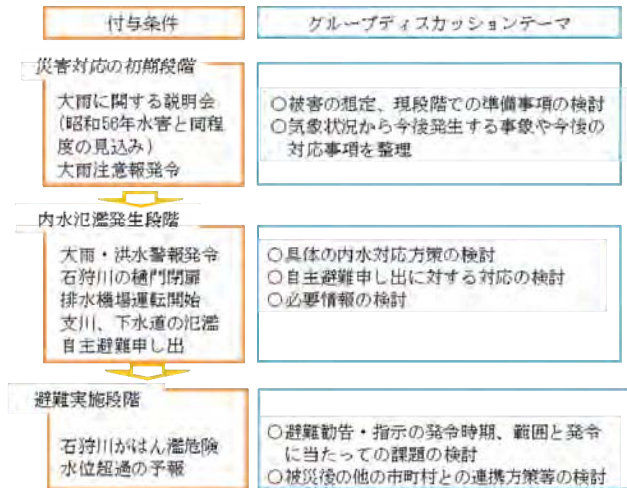 付与条件
グループディスカッションテーマ
災害対応の初期段階
大雨に関する説明会
(昭和56年水害と同程
度の見込み)
大雨注意報発令
○被害の想定、現段階での準備事項の検討
○気象状況から今後発生する事象や今後の
対応事項を整理
内水氾濫発生段階
大雨・洪水警報発令
石狩川の樋門閉扉
排水機場運転開始
支川、下水道の氾濫
自主避難申し出
○具体の内水対応方策の検討
○自主避難申し出に対する対応の検討
○必要情報の検討
避難実施段階
石狩川がはん濫危険
水位超過の予報
○避難勧告・指示の発令時期、範囲と発令
に当たっての課題の検討
○被災後の他の市町村との連携方策等の検討